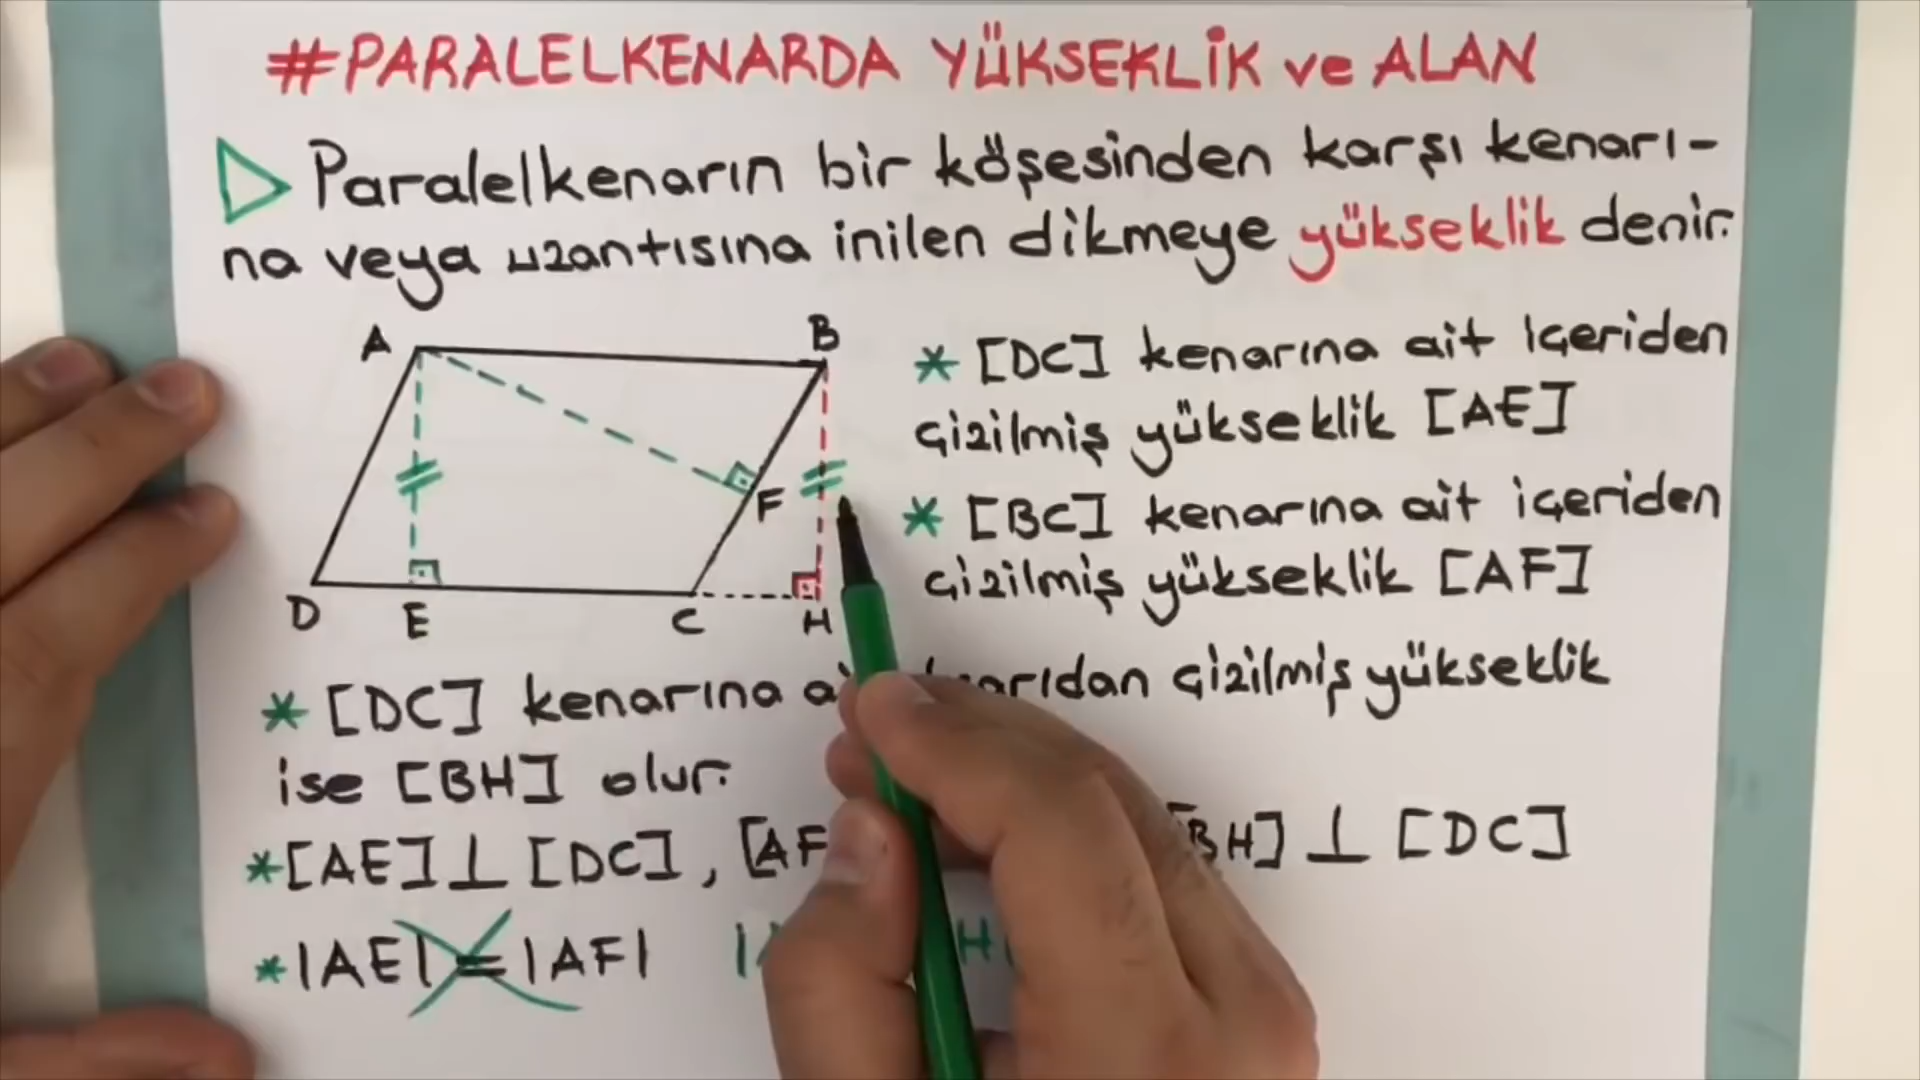 #PARALELKENARDA YÜKSEKLİK ve ALAN
Paralelkenarın bir köşesinden karşı kenarı-
na veya uzantısına inilen dikmeye yükseklik denir.
A
B
* [DC] kenarına ait içeriden
çizilmiş yükseklik [AE]
F
* [BC] kenarına ait içeriden
çizilmiş yükseklik [AF]
D E C H
* [DC] kenarına çizilmiş yükseklik
ise [BH] olur.
*[AE] ⊥ [DC], [AF BH] ⊥ [DC]
*|AE| = |AF|